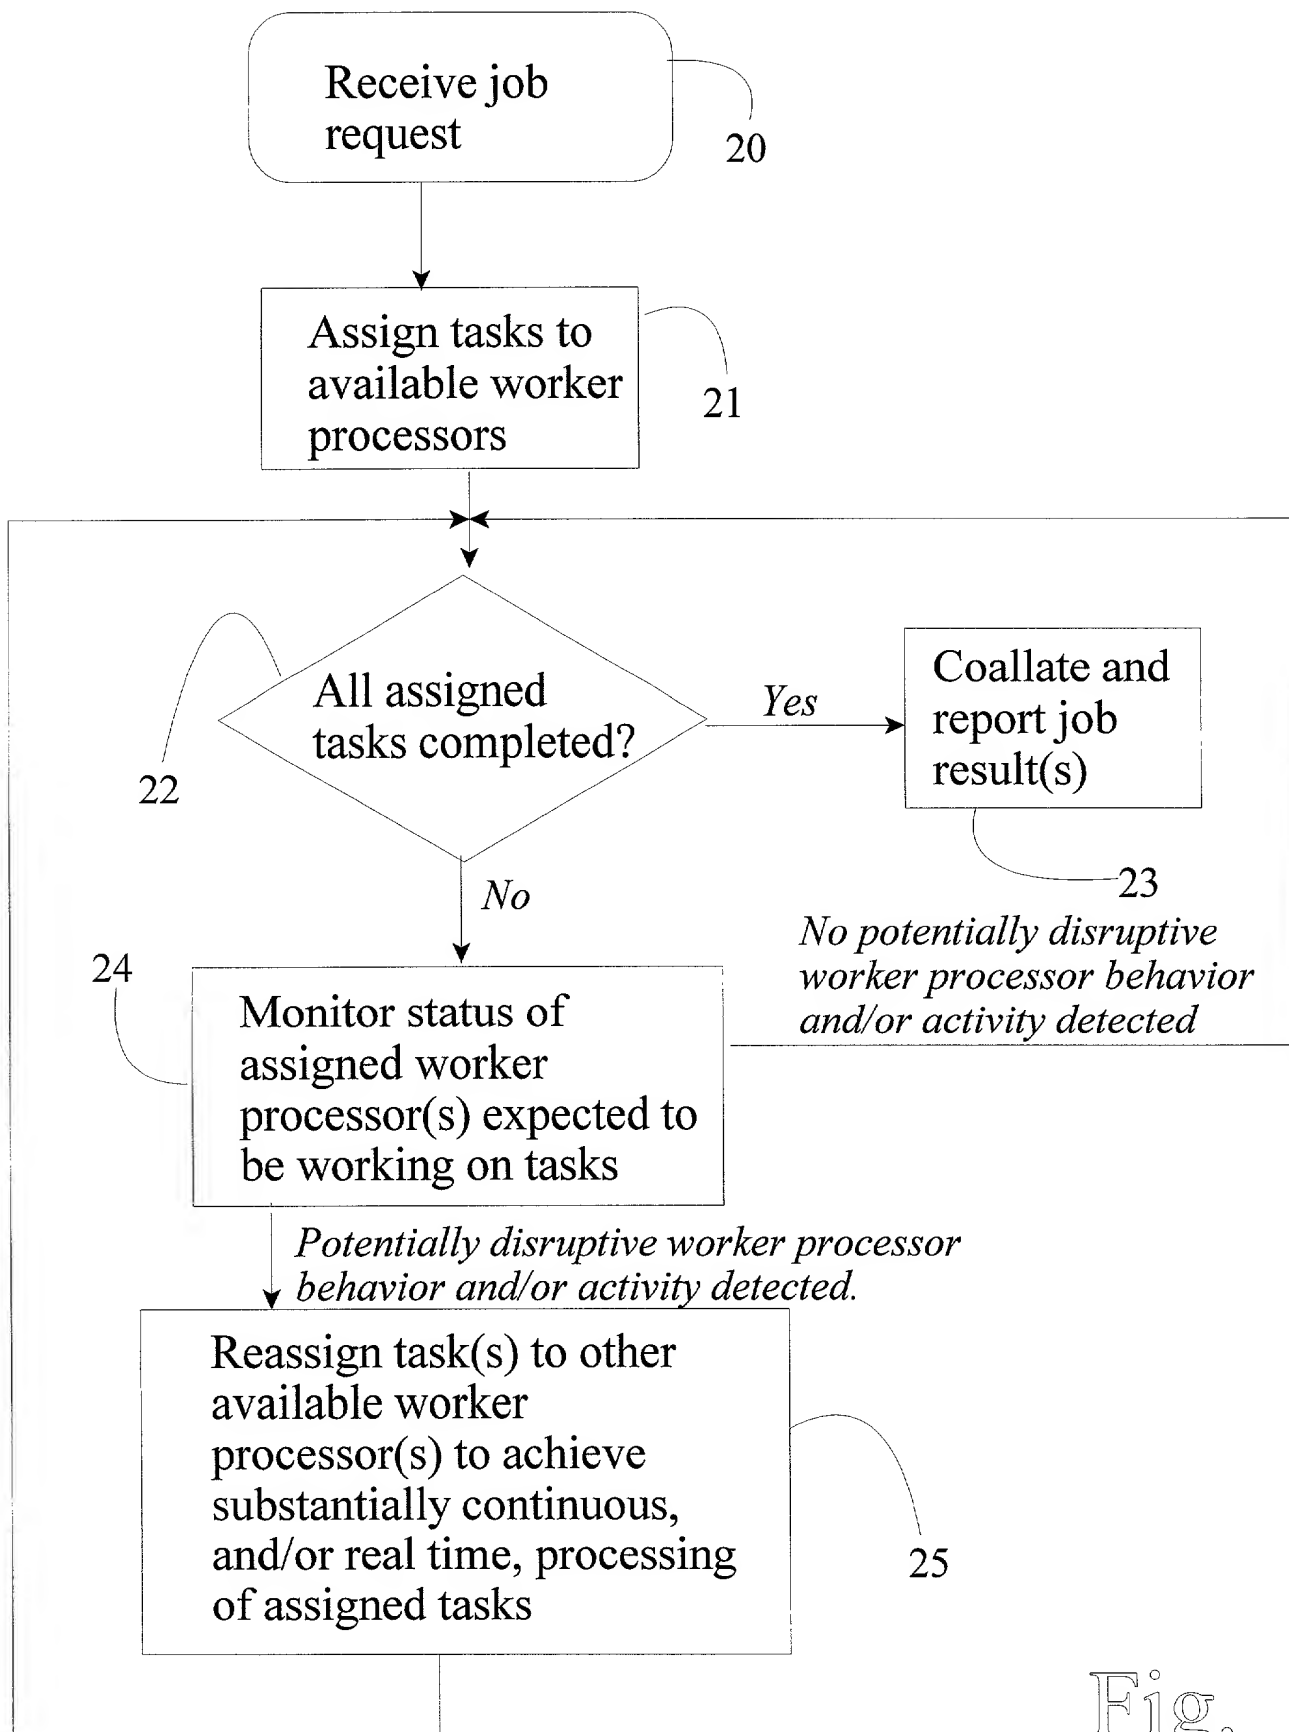 Receive job
request
20
Assign tasks to
available worker
processors
21
All assigned
tasks completed?
22
Yes
Coallate and
report job
result(s)
23
No
No potentially disruptive
worker processor behavior
and/or activity detected
24
Monitor status of
assigned worker
processor(s) expected to
be working on tasks
Potentially disruptive worker processor
behavior and/or activity detected.
Reassign task(s) to other
available worker
processor(s) to achieve
substantially continuous,
and/or real time, processing
of assigned tasks
25
Fig.